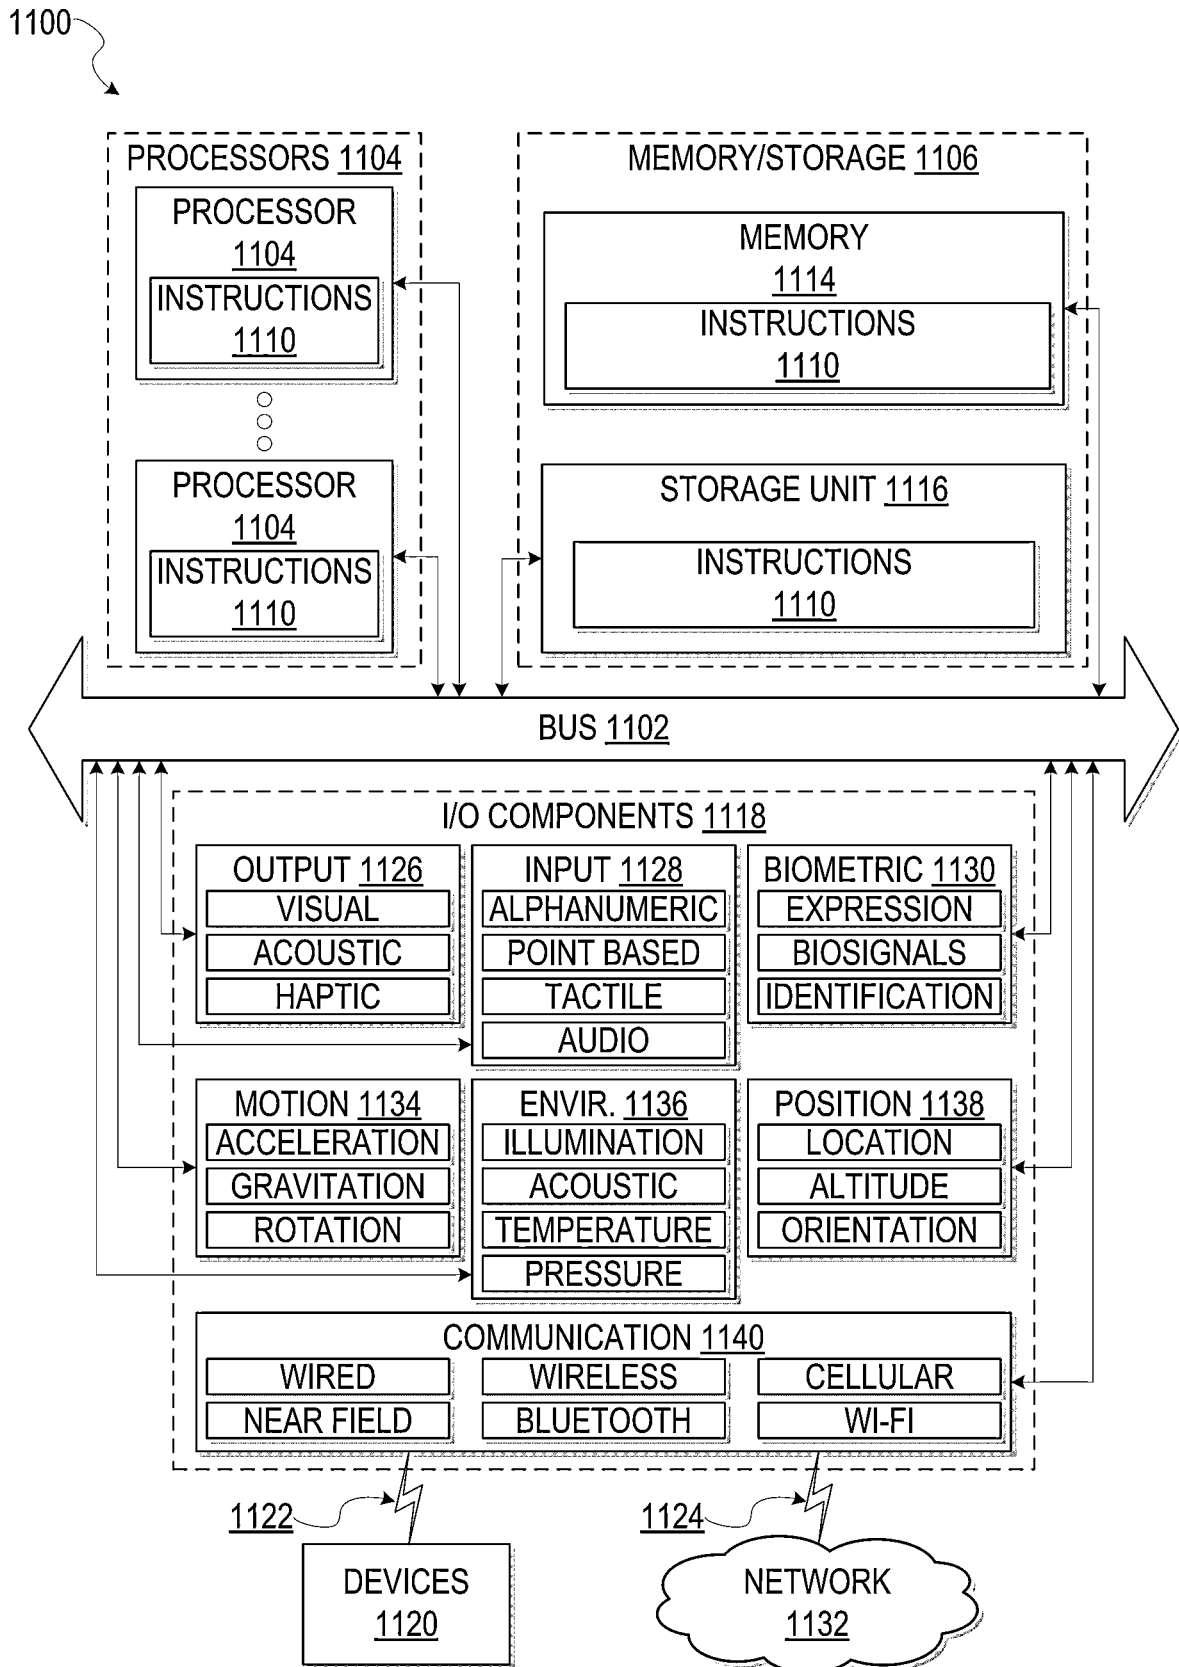 1100
PROCESSORS 1104
PROCESSOR
1104
INSTRUCTIONS
1110
PROCESSOR
1104
INSTRUCTIONS
1110
MEMORY/STORAGE 1106
MEMORY
1114
INSTRUCTIONS
1110
STORAGE UNIT 1116
INSTRUCTIONS
1110
BUS 1102
I/O COMPONENTS 1118
OUTPUT 1126
VISUAL
ACOUSTIC
HAPTIC
INPUT 1128
ALPHANUMERIC
POINT BASED
TACTILE
AUDIO
BIOMETRIC 1130
EXPRESSION
BIOSIGNALS
IDENTIFICATION
MOTION 1134
ACCELERATION
GRAVITATION
ROTATION
ENVIR. 1136
ILLUMINATION
ACOUSTIC
TEMPERATURE
PRESSURE
POSITION 1138
LOCATION
ALTITUDE
ORIENTATION
COMMUNICATION 1140
WIRED
WIRELESS
CELLULAR
NEAR FIELD
BLUETOOTH
WI-FI
1122
1124
DEVICES
1120
NETWORK
1132